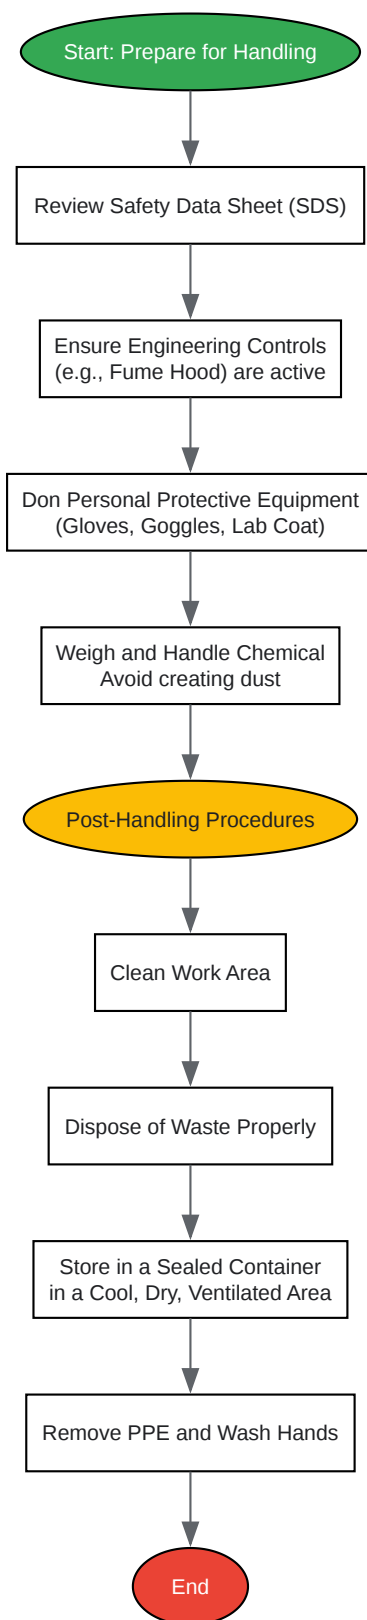 Start: Prepare for Handling
Review Safety Data Sheet (SDS)
Ensure Engineering Controls
(e.g., Fume Hood) are active
Don Personal Protective Equipment
(Gloves, Goggles, Lab Coat)
Weigh and Handle Chemical
Avoid creating dust
Post-Handling Procedures
Clean Work Area
Dispose of Waste Properly
Store in a Sealed Container
in a Cool, Dry, Ventilated Area
Remove PPE and Wash Hands
End